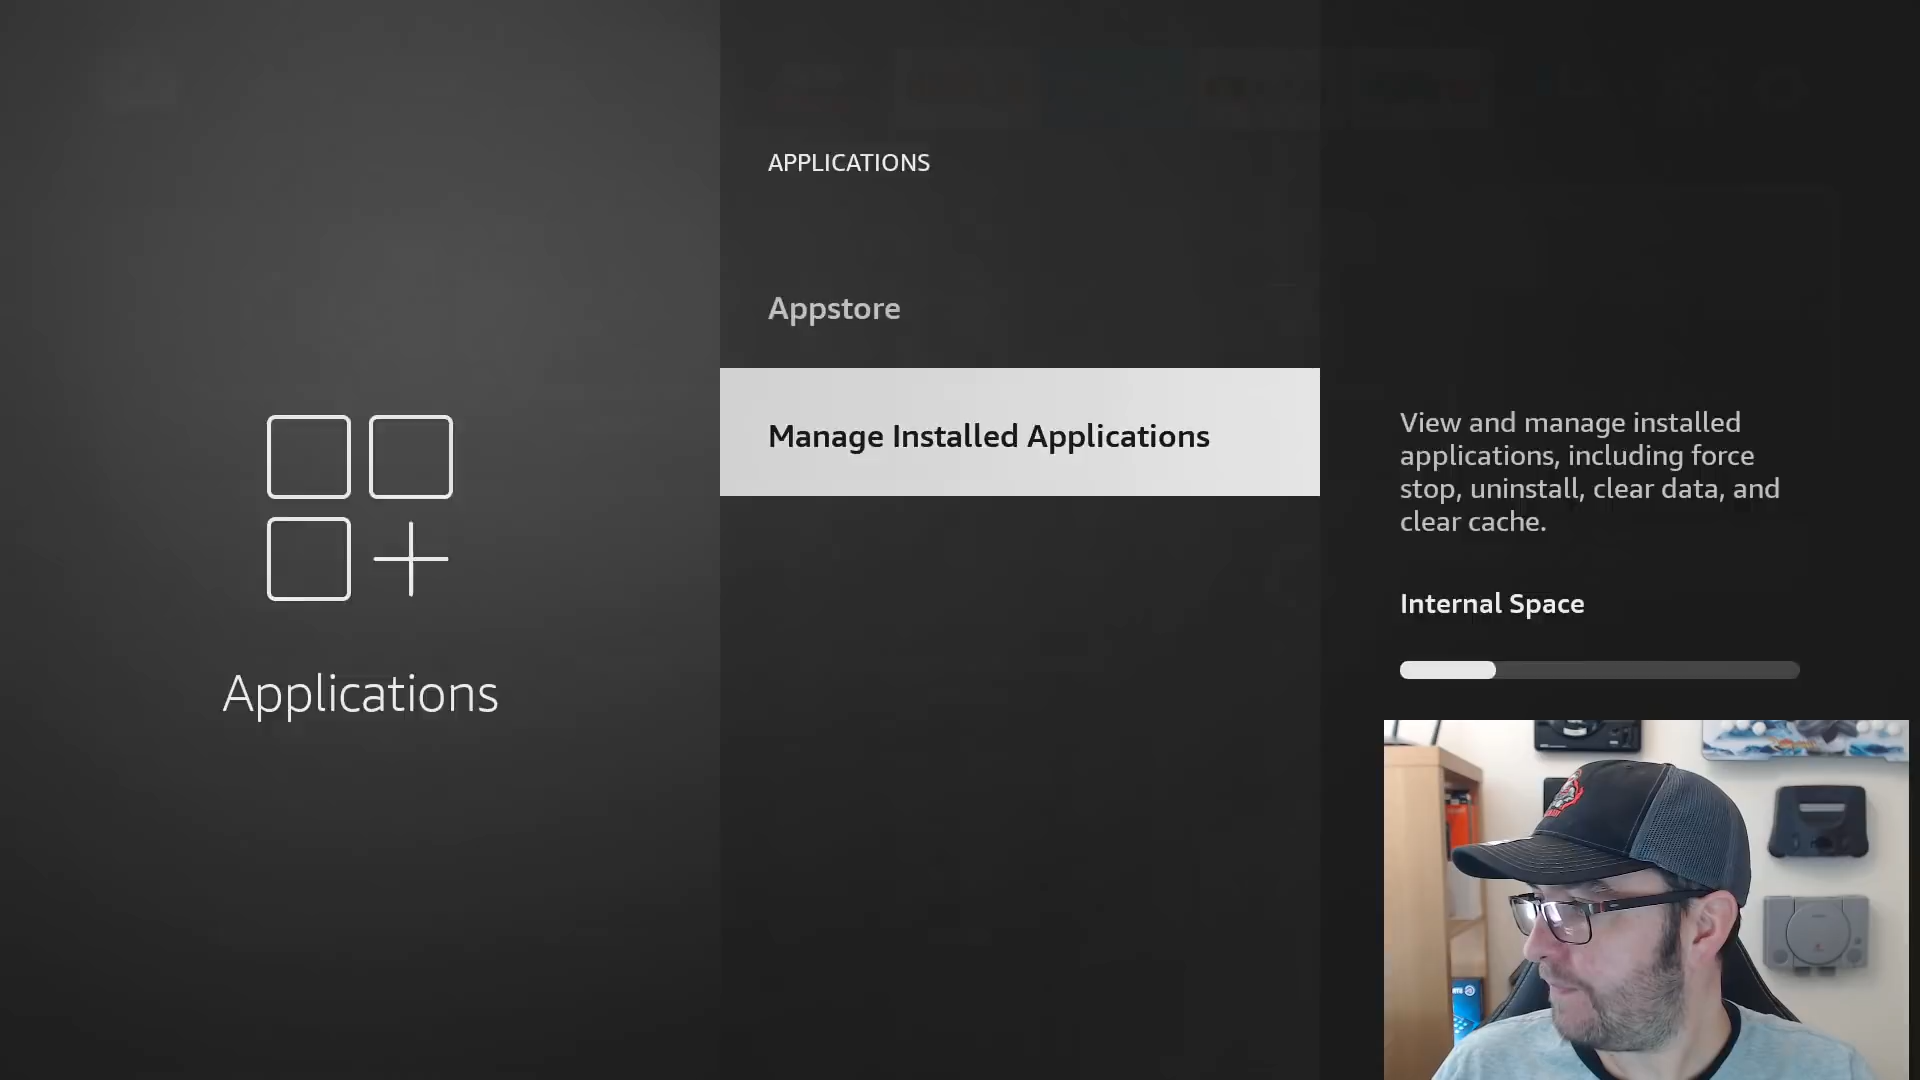 APPLICATIONS
Appstore
Manage Installed Applications
Applications
View and manage installed
applications, including force
stop, uninstall, clear data, and
clear cache.
Internal Space